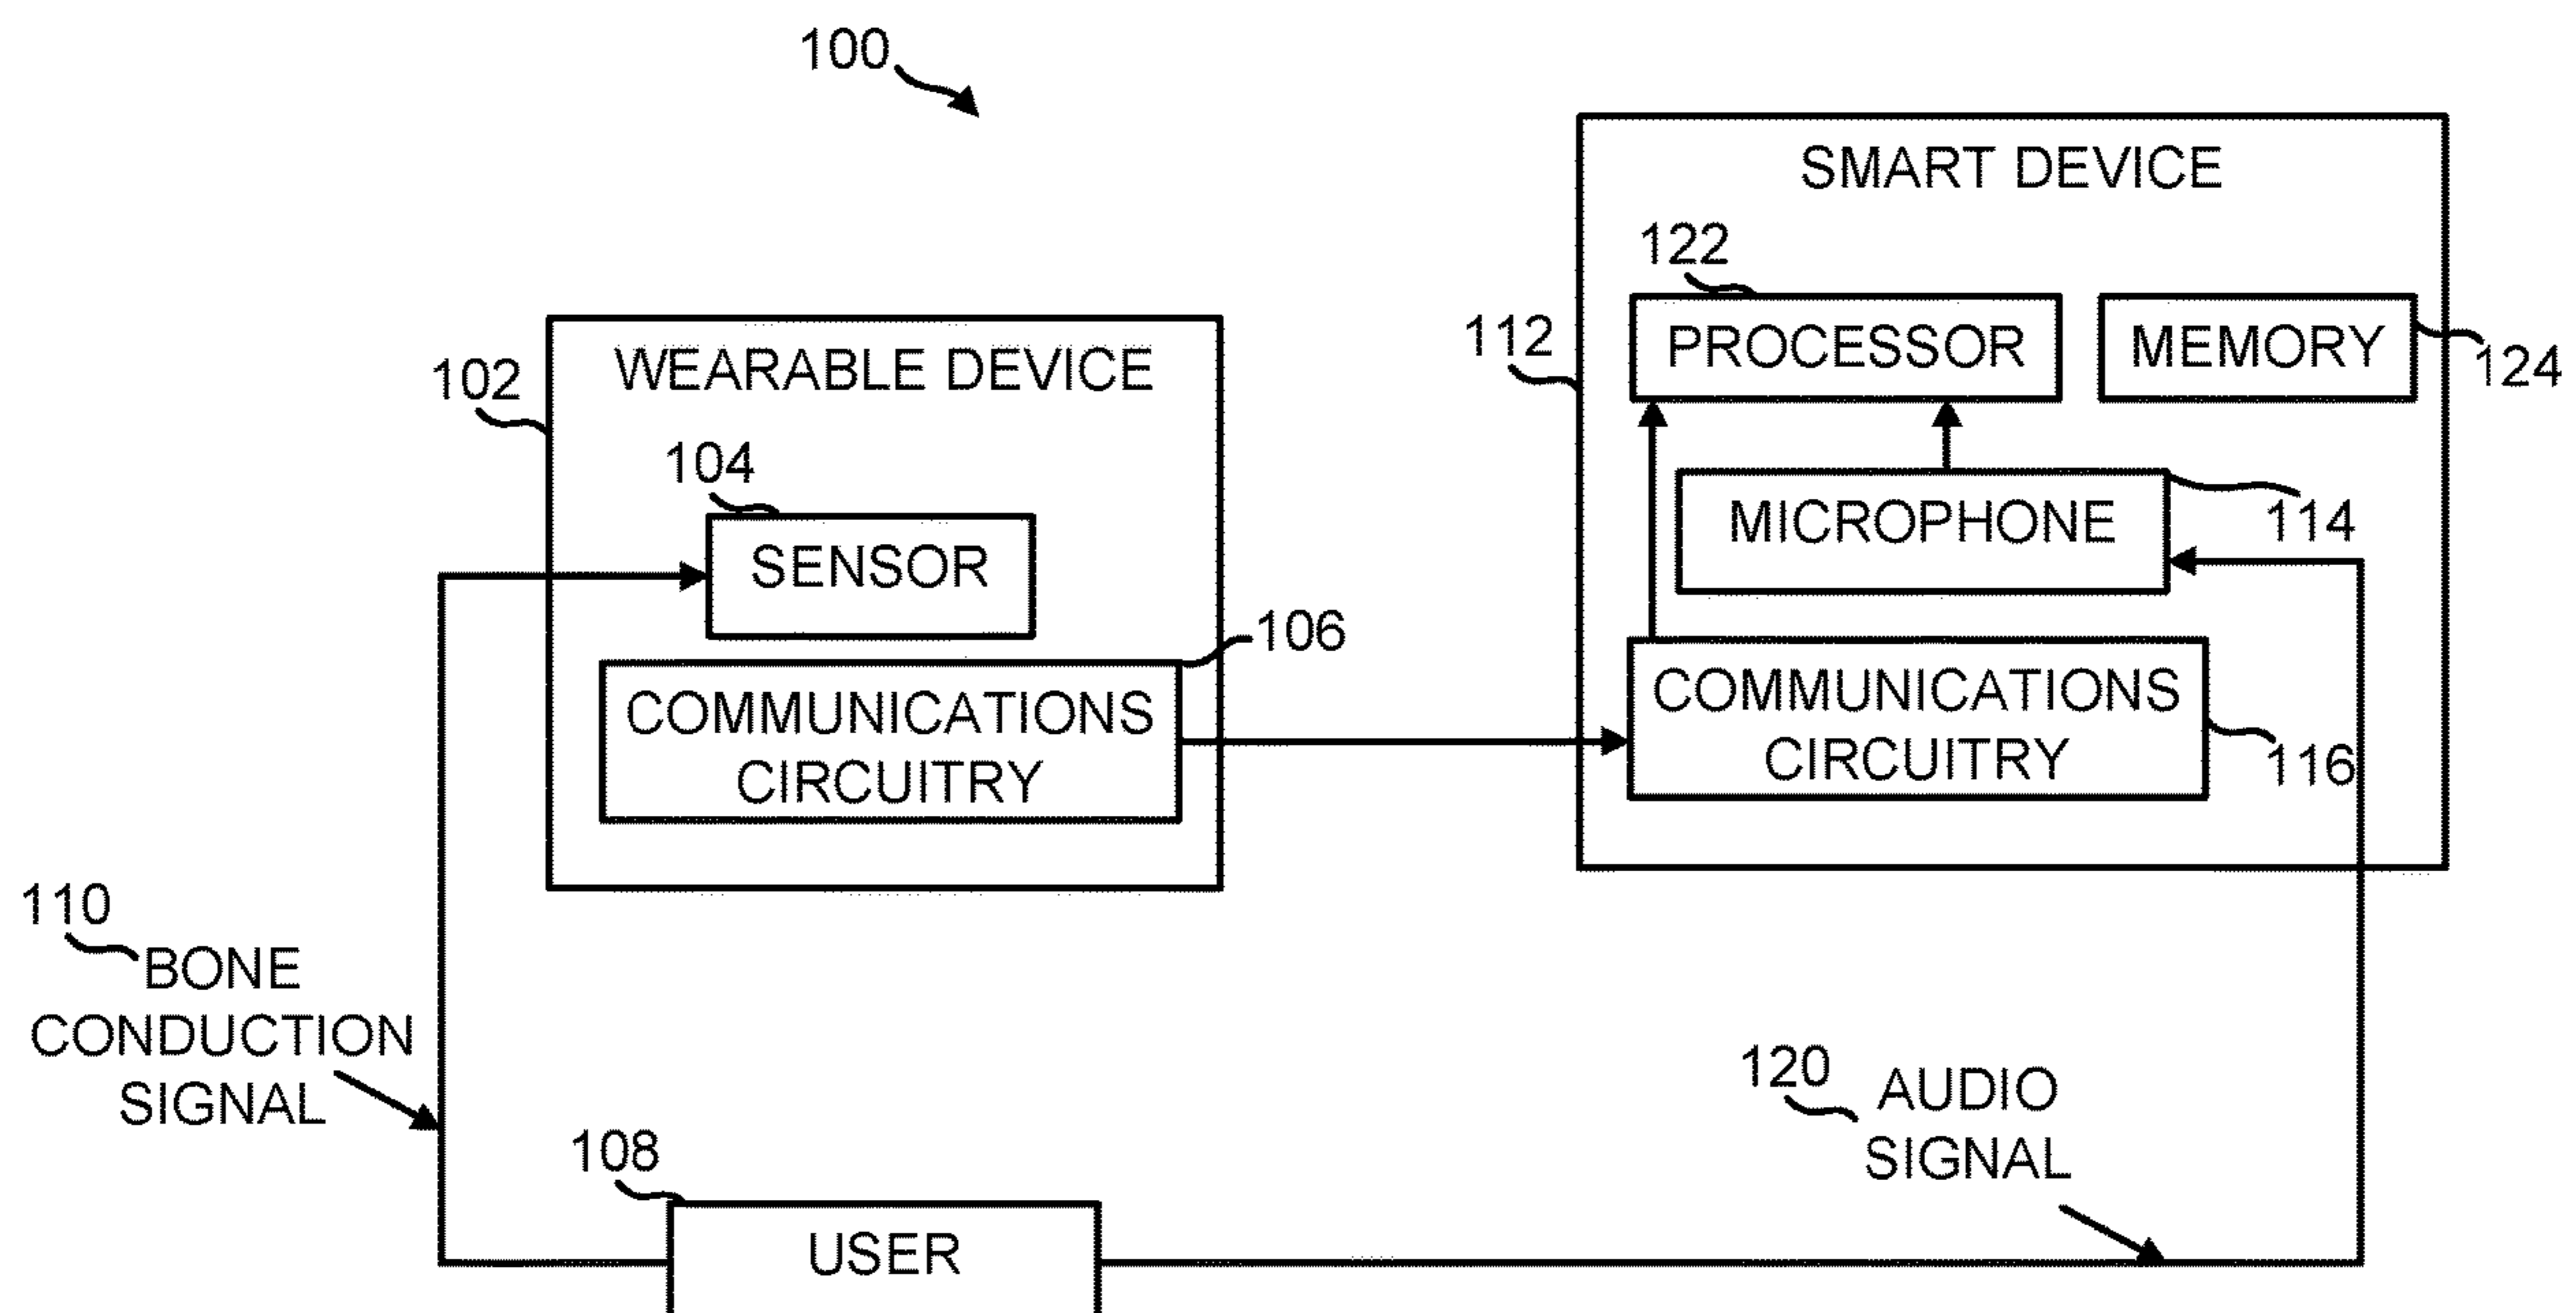 100
SMART DEVICE
122
112
PROCESSOR
MEMORY
124
WEARABLE DEVICE
102
104
MICROPHONE
114
SENSOR
106
COMMUNICATIONS
CIRCUITRY
COMMUNICATIONS
CIRCUITRY
116
110
BONE
CONDUCTION
SIGNAL
120
AUDIO
SIGNAL
108
USER